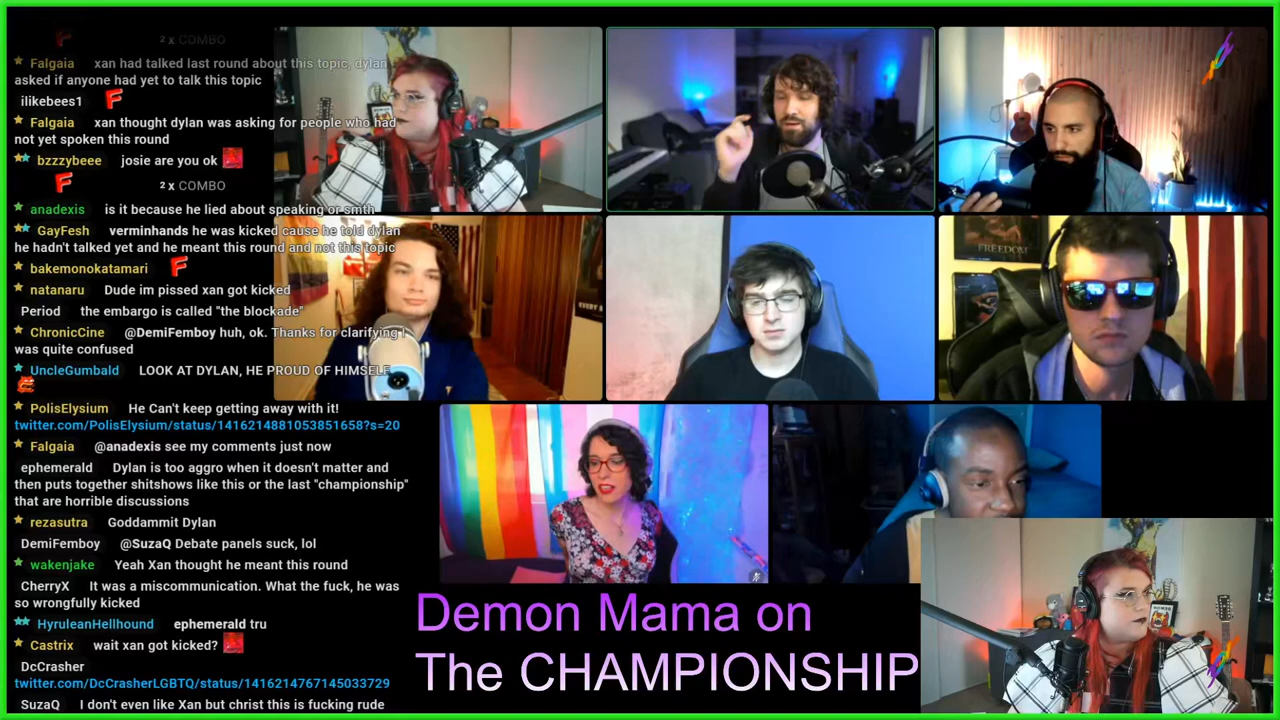 2 x COMBO
Falgaia xan had talked last round about this topic, dylan
asked if anyone had yet to talk this topic
ilikebees1
Falgaia xan thought dylan was asking for people who had
not yet spoken this round
bzzzybeee josie are you ok
2 x COMBO
anadexis is it because he lied about speaking or smth
GayFesh verminhands he was kicked cause he told dylan
he hadn't talked yet and he meant this round and not this topic
bakemonokatamari
natanaru Dude im pissed xan got kicked
Period the embargo is called "the blockade"
ChronicCine @DemiFemboy huh, ok. Thanks for clarifying I
was quite confused
UncleGumbald LOOK AT DYLAN, HE PROUD OF HIMSELF
PolisElysium He Can't keep getting away with it!
twitter.com/PolisElysium/status/1416214881053851658?s=20
Falgaia @anadexis see my comments just now
ephemerald Dylan is too aggro when it doesn't matter and
then puts together shitshows like this or the last "championship"
that are horrible discussions
rezasutra Goddammit Dylan
DemiFemboy @SuzaQ Debate panels suck, lol
wakenjake Yeah Xan thought he meant this round
CherryX It was a miscommunication. What the fuck, he was
so wrongfully kicked
HyruleanHellhound ephemerald tru
Castrix wait xan got kicked?
DcCrasher
twitter.com/DcCrasherLGBTQ/status/1416214767145033729
SuzaQ I don't even like Xan but christ this is fucking rude
FREEDOM
Demon Mama on
The CHAMPIONSHIP